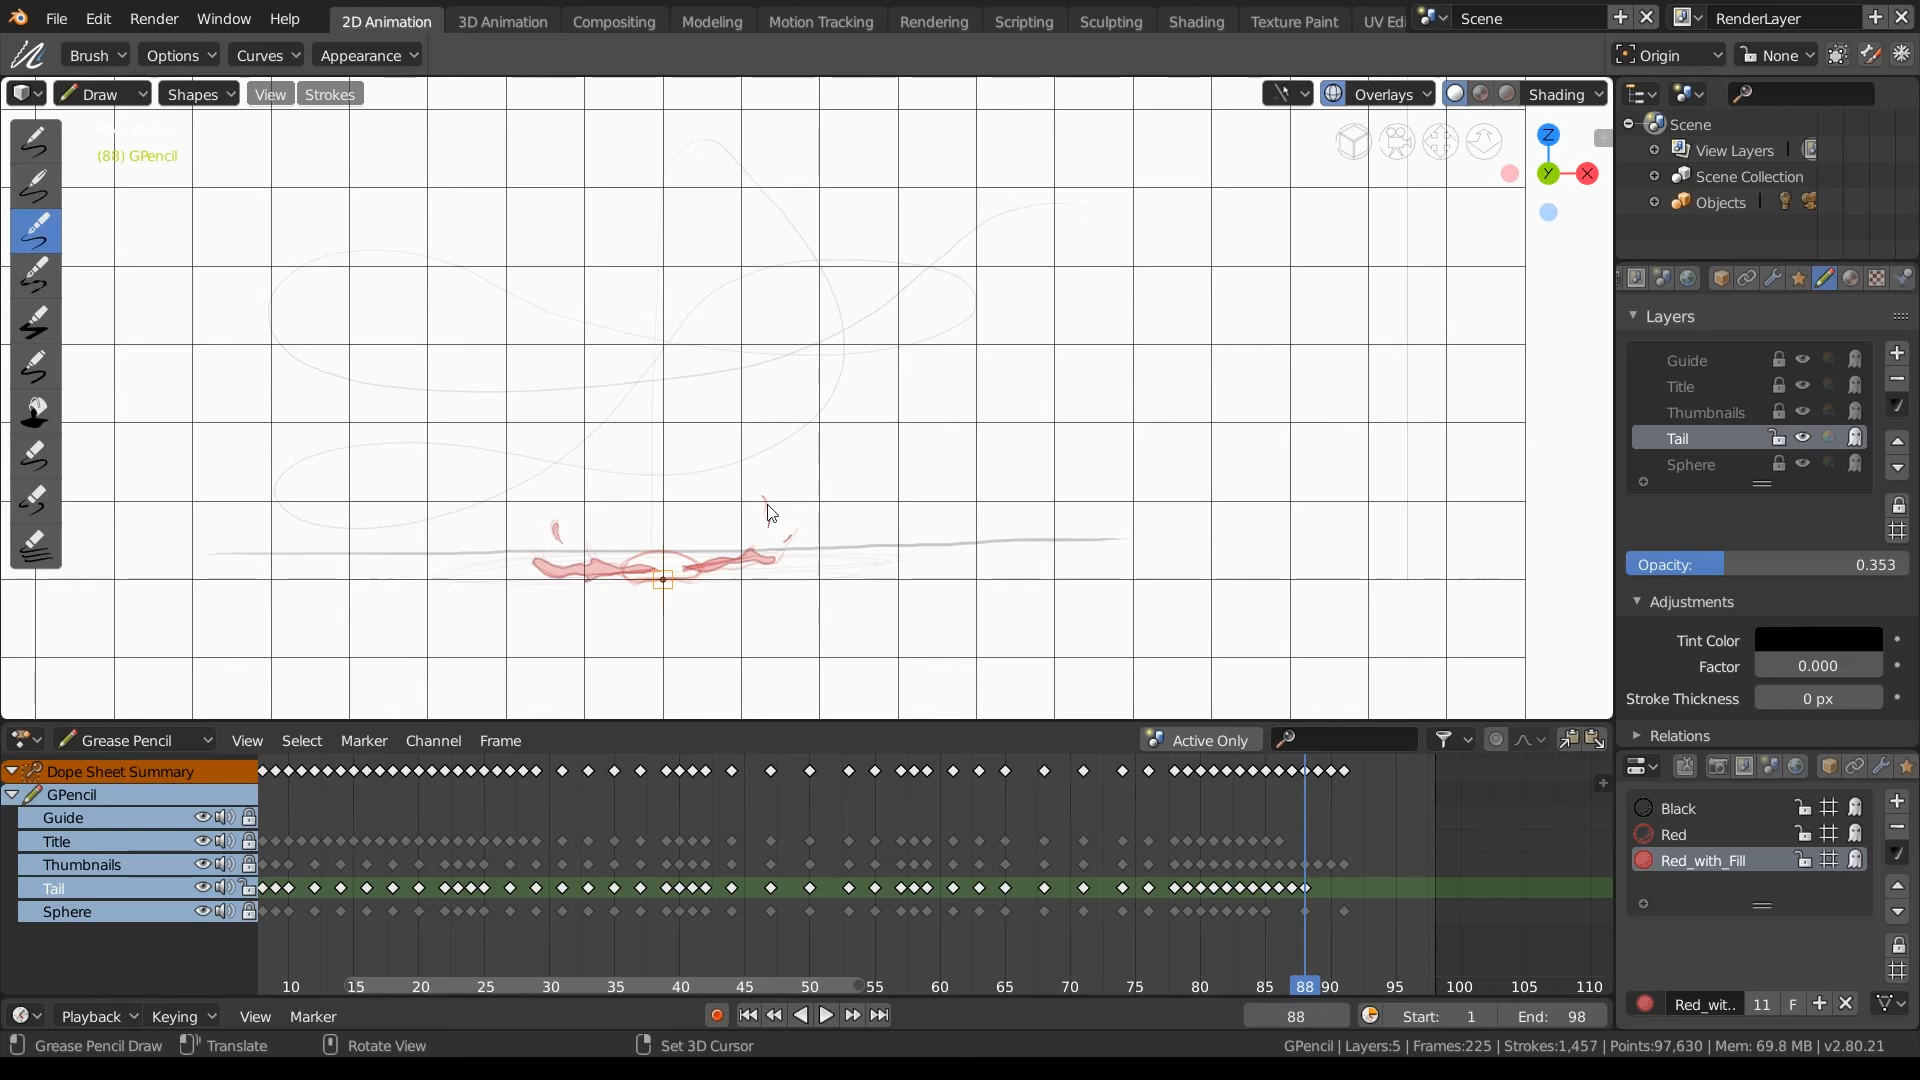 File Edit Render Window Help 2D Animation 3D Animation Compositing Modeling Motion Tracking Rendering Scripting Sculpting Shading Texture Paint UV Edi Scene RenderLayer
Brush Options Curves Appearance Origin None
Draw Shapes View Strokes Overlays Shading
(88) GPencil
Z
Y
X
Scene
View Layers
Scene Collection
Objects
Layers
Guide
Title
Thumbnails
Tail
Sphere
Opacity: 0.353
Adjustments
Tint Color
Factor 0.000
Stroke Thickness 0 px
Relations
Grease Pencil View Select Marker Channel Frame Active Only
Dope Sheet Summary
GPencil
Guide
Title
Thumbnails
Tail
Sphere
10 15 20 25 30 35 40 45 50 55 60 65 70 75 80 85 88 90 95 100 105 110
Black
Red
Red_with_Fill
Red_wit.. 11 F
Playback Keying View Marker 88 Start: 1 End: 98
Grease Pencil Draw Translate Rotate View Set 3D Cursor GPencil | Layers:5 | Frames:225 | Strokes:1,457 | Points:97,630 | Mem: 69.8 MB | v2.80.21